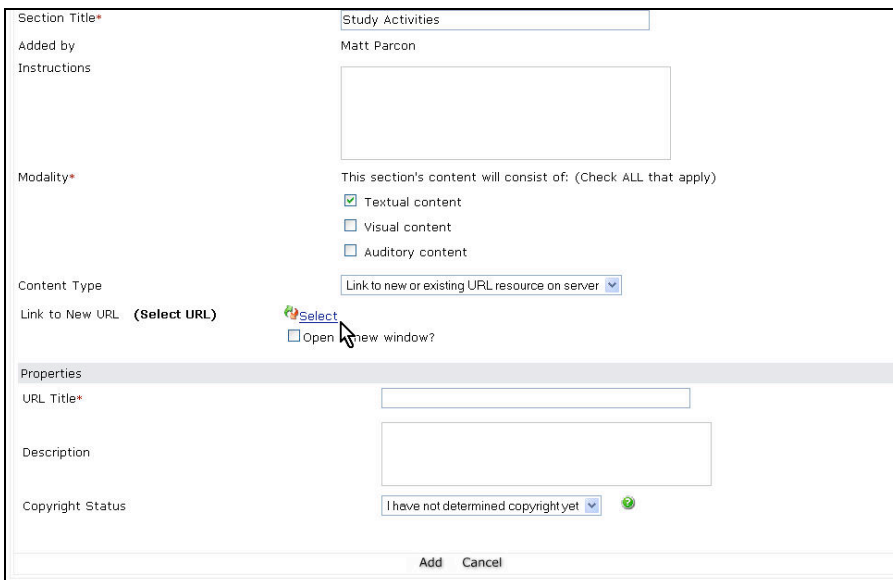 Section Title* Study Activities
Added by Matt Parcon
Instructions
Modality* This section's content will consist of: (Check ALL that apply)
Textual content
Visual content
Auditory content
Content Type Link to new or existing URL resource on server
Link to New URL (Select URL) Select
Open new window?
Properties
URL Title*
Description
Copyright Status I have not determined copyright yet ?
Add Cancel